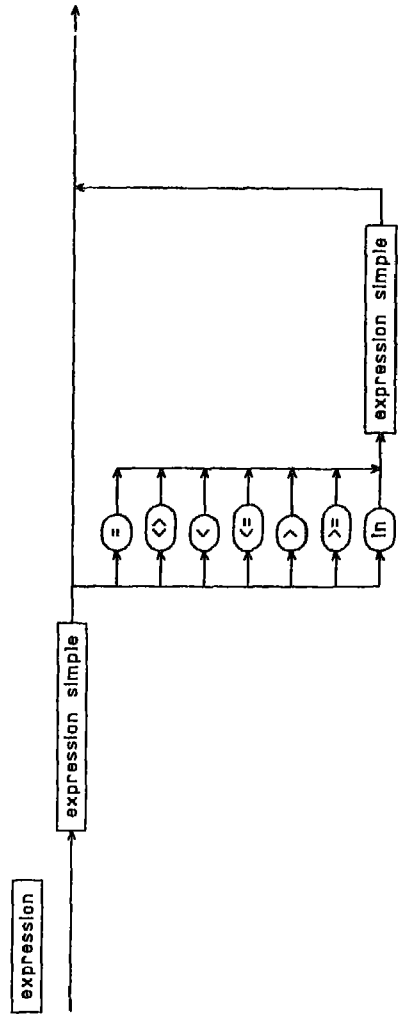 expression
expression simple
=
<>
<
<=
>
>=
in
expression simple